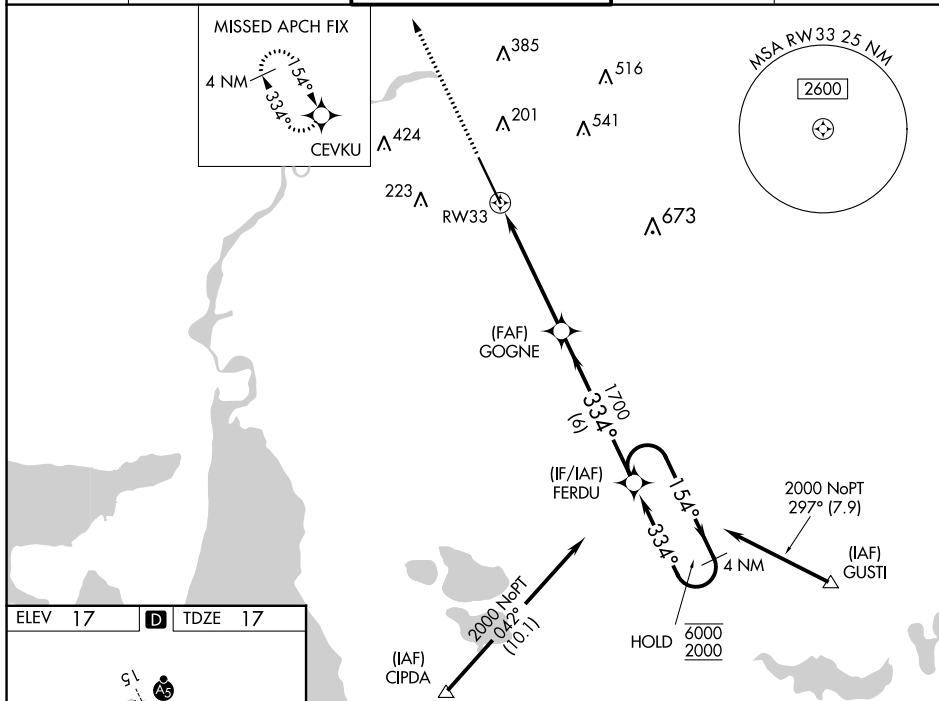 MISSED APCH FIX
4 NM
154°
334°
CEVKU
385
516
201
541
424
223
RW33
673
MSA RW33 25 NM
2600
(FAF)
GOGNE
1700
334°
(6)
(IF/IAF)
FERDU
154°
334°
4 NM
2000 NoPT
297° (7.9)
(IAF)
GUSTI
HOLD
6000
2000
2000 NoPT
042°
(10.1)
(IAF)
CIPDA
ELEV 17
D
TDZE 17
15
A5